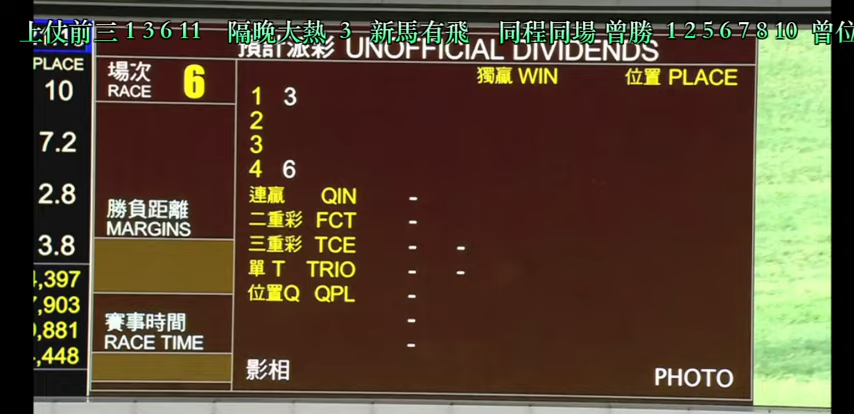 上仗前三 1 3 6 11 隔晚大熱 3 新馬有飛 同程同場 曾勝 1 2 5 6 7 8 10 曾位
預計派彩 UNOFFICIAL DIVIDENDS
PLACE
場次
RACE 6
獨贏 WIN 位置 PLACE
10
7.2
2.8
3.8
,397
,903
,881
,448
勝負距離
MARGINS
賽事時間
RACE TIME
1 3
2
3
4 6
連贏 QIN -
二重彩 FCT -
三重彩 TCE - -
單T TRIO - -
位置Q QPL -
-
-
影相 PHOTO